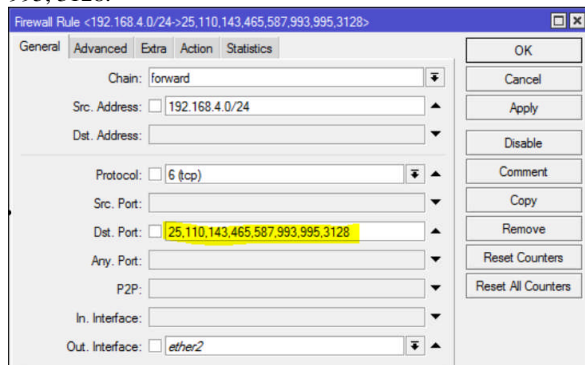 993, 3128.
Firewall Rule <192.168.4.0/24->25,110,143,465,587,993,995,3128>
General Advanced Extra Action Statistics
OK
Chain: forward
Cancel
Src. Address: 192.168.4.0/24
Apply
Dst. Address:
Disable
Protocol: 6 (tcp)
Comment
Src. Port:
Copy
Dst. Port: 25,110,143,465,587,993,995,3128
Remove
Any. Port:
Reset Counters
P2P:
Reset All Counters
In. Interface:
Out. Interface: ether2